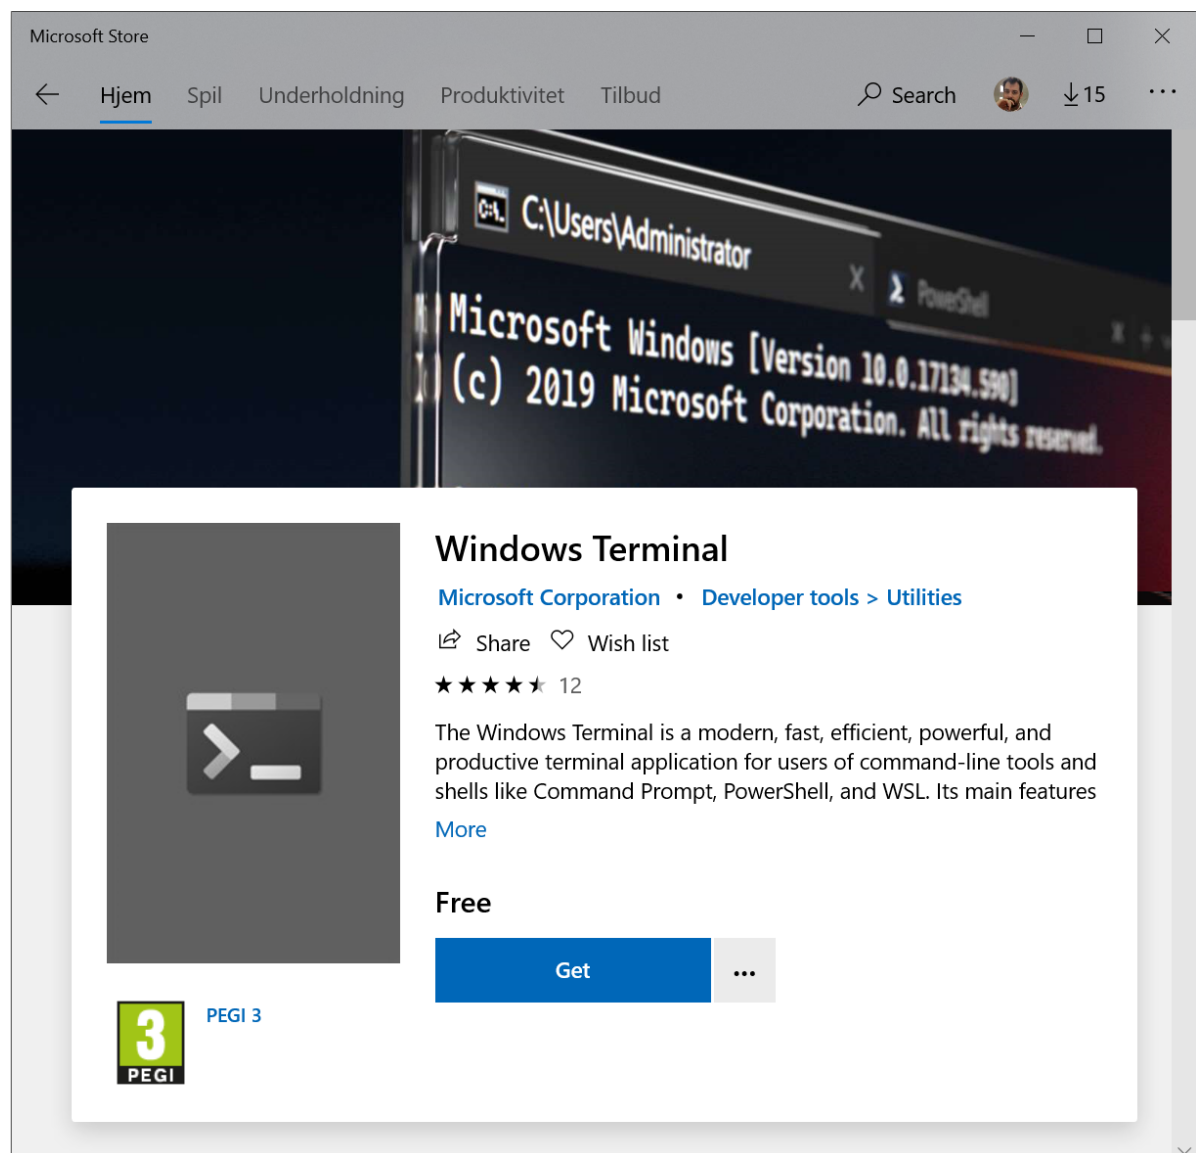 Microsoft Store
Hjem Spil Underholdning Produktivitet Tilbud Search 15 ...
C:\Users\Administrator
PowerShell
Microsoft Windows [Version 10.0.17134.590]
(c) 2019 Microsoft Corporation. All rights reserved.
Windows Terminal
Microsoft Corporation • Developer tools > Utilities
Share Wish list
12
The Windows Terminal is a modern, fast, efficient, powerful, and
productive terminal application for users of command-line tools and
shells like Command Prompt, PowerShell, and WSL. Its main features
More
Free
Get ...
3 PEGI 3
PEGI